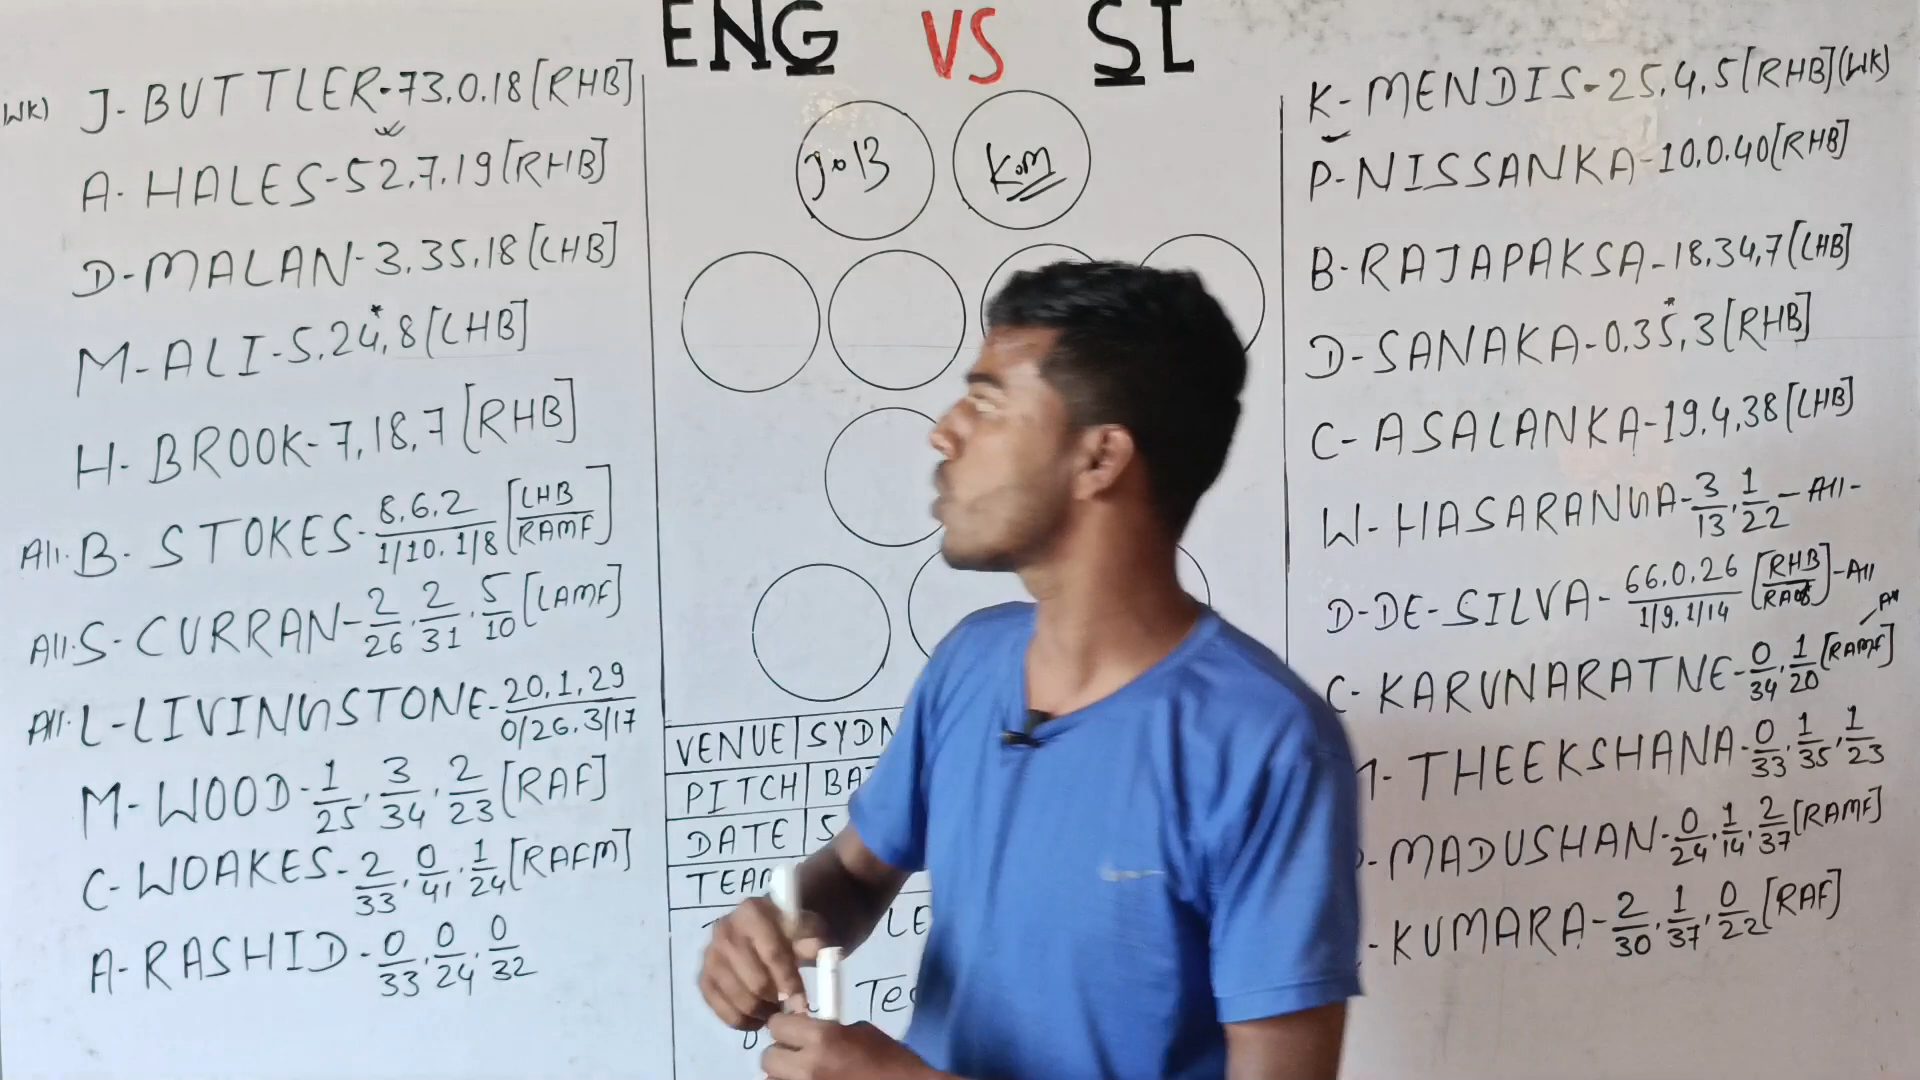 ENG VS SL
WK) J-BUTTLER-73,0,18[RHB]
A-HALES-52,7,19[RHB]
D-MALAN-3,35,18[LHB]
M-ALI-5,24*,8[LHB]
H-BROOK-7,18,7[RHB]
All-B-STOKES-8,6,2/1/10,1/8[LHB/RAMF]
All-S-CURRAN-2/26,2/31,5/10[LAMF]
All-L-LIVINGSTONE-20,1,29/0/26,3/17
M-WOOD-1/25,3/34,2/23[RAF]
C-WOAKES-2/33,0/41,1/24[RAFM]
A-RASHID-0/33,0/24,0/32
J.B
K.M
VENUE
PITCH
DATE
K-MENDIS-25,4,5[RHB](WK)
P-NISSANKA-10,0,40[RHB]
B-RAJAPAKSA-18,34,7[LHB]
D-SANAKA-0,35*,3[RHB]
C-ASALANKA-19,4,38[LHB]
W-HASARANGA-3/13,1/22-All-
D-DE-SILVA-66,0,26/1/9,1/14[RHB/]-All
C-KARUNARATNE-0/34,1/20[RAMF]-All
THEEKSHANA-0/33,1/35,1/23
MADUSHAN-0/24,1/14,2/37[RAMF]
KUMARA-2/30,1/37,0/22[RAF]